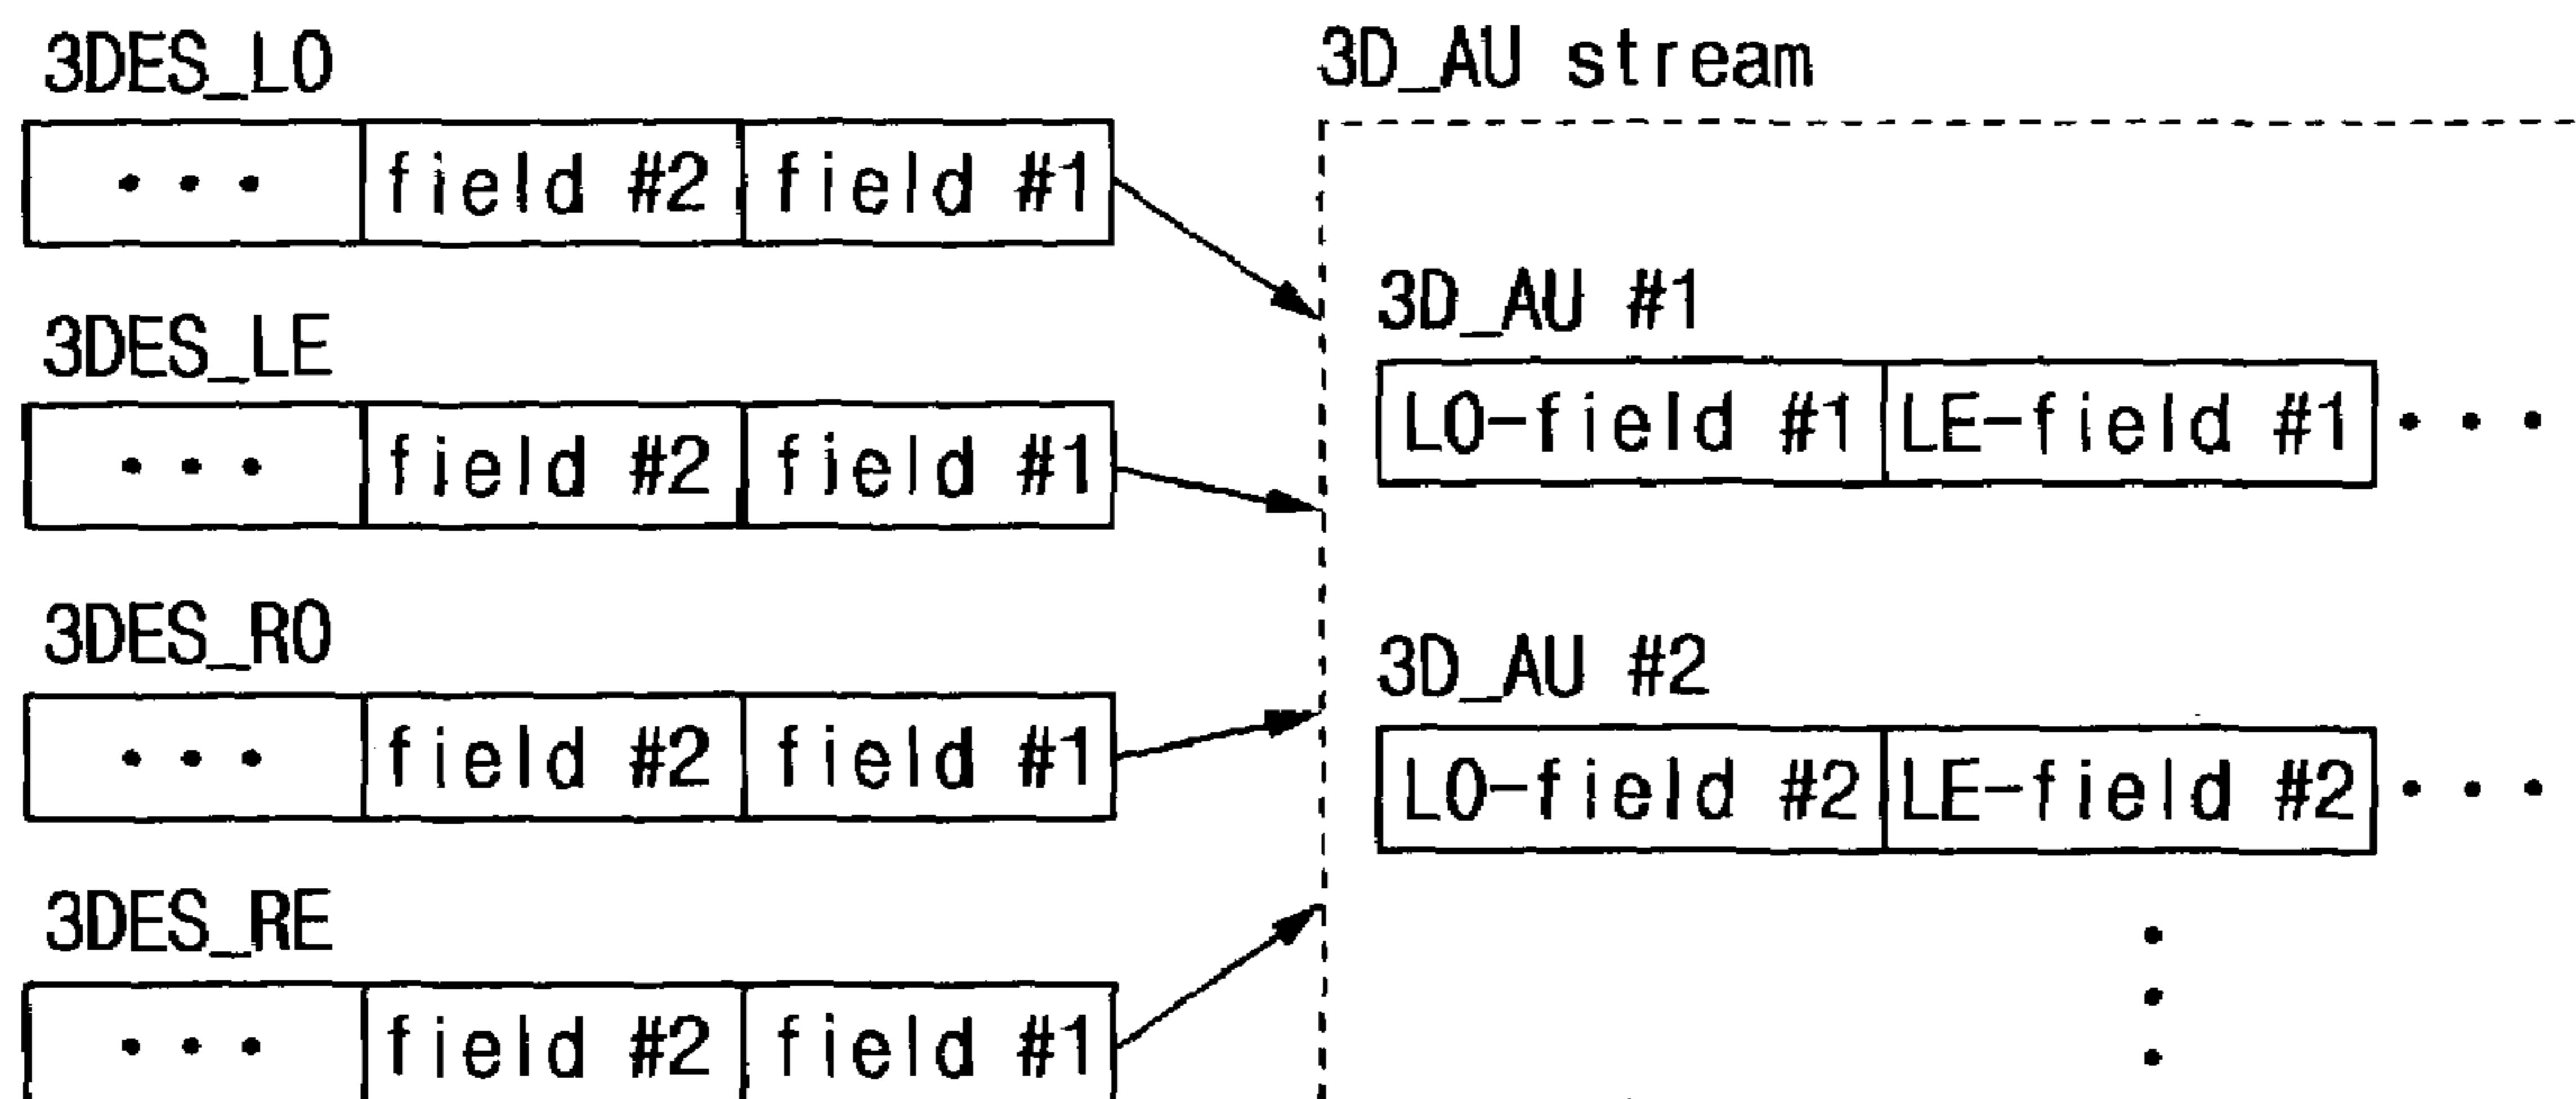 3DES_LO
··· field #2 field #1
3DES_LE
··· field #2 field #1
3DES_RO
··· field #2 field #1
3DES_RE
··· field #2 field #1
3D_AU stream
3D_AU #1
LO-field #1 LE-field #1 ···
3D_AU #2
LO-field #2 LE-field #2 ···